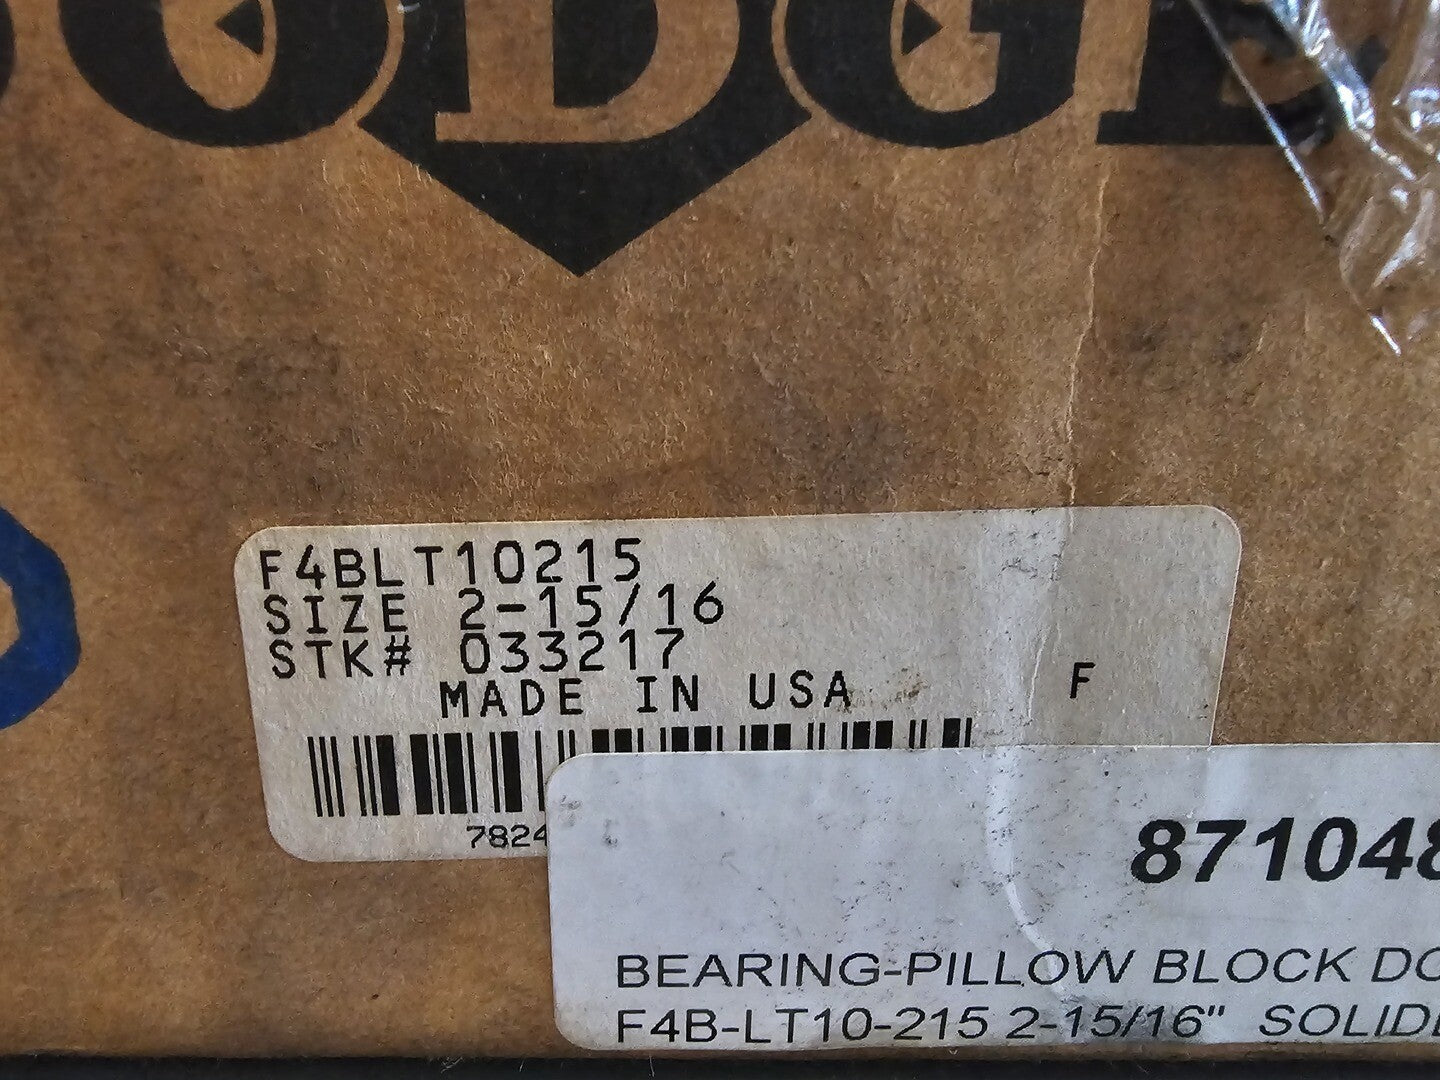 DODGE
F4BLT10215
SIZE 2-15/16
STK# 033217
MADE IN USA F
7824
871048
BEARING-PILLOW BLOCK DO
F4B-LT10-215 2-15/16" SOLID